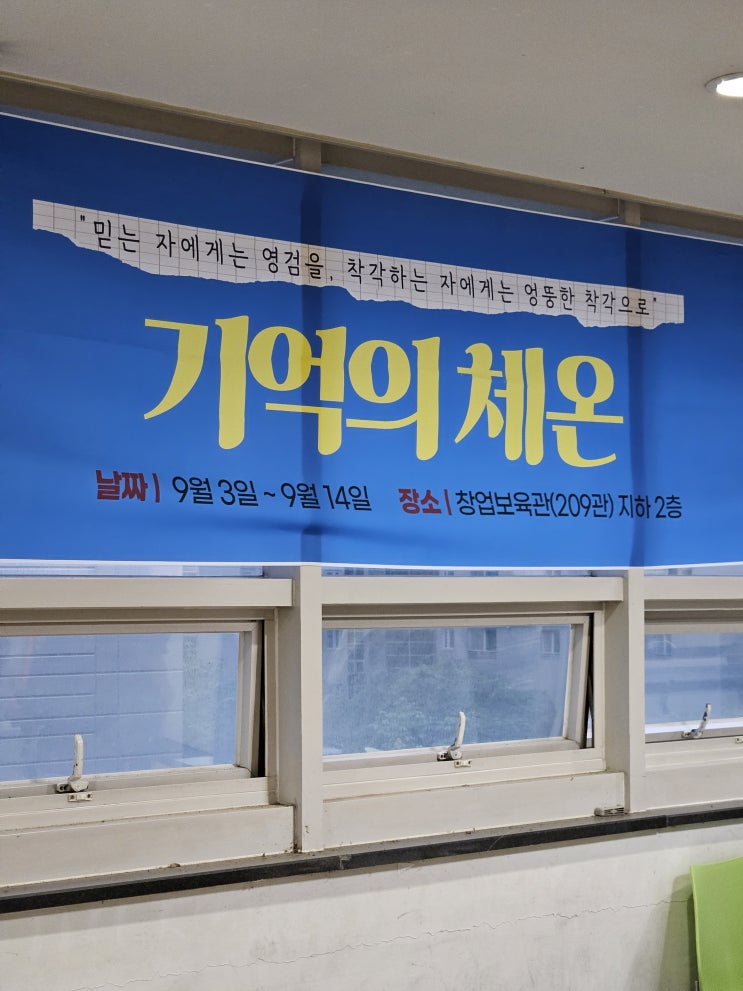 "믿는 자에게는 영검을, 착각하는 자에게는 엉뚱한 착각으로"
기억의 체온
날짜 | 9월 3일 ~ 9월 14일 장소 | 창업보육관(209관) 지하 2층